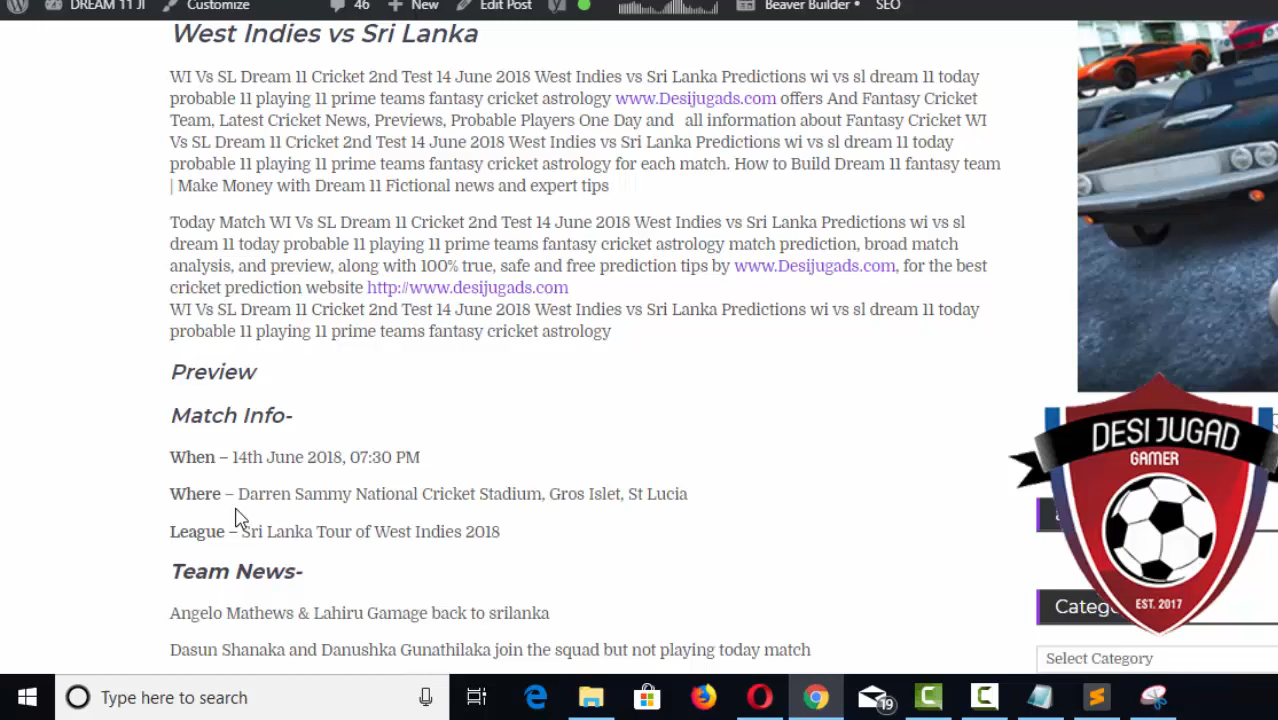 DREAM 11 JI Customize 46 New Edit Post Beaver Builder SEO
West Indies vs Sri Lanka
WI Vs SL Dream 11 Cricket 2nd Test 14 June 2018 West Indies vs Sri Lanka Predictions wi vs sl dream 11 today
probable 11 playing 11 prime teams fantasy cricket astrology www.Desijugads.com offers And Fantasy Cricket
Team, Latest Cricket News, Previews, Probable Players One Day and all information about Fantasy Cricket WI
Vs SL Dream 11 Cricket 2nd Test 14 June 2018 West Indies vs Sri Lanka Predictions wi vs sl dream 11 today
probable 11 playing 11 prime teams fantasy cricket astrology for each match. How to Build Dream 11 fantasy team
| Make Money with Dream 11 Fictional news and expert tips
Today Match WI Vs SL Dream 11 Cricket 2nd Test 14 June 2018 West Indies vs Sri Lanka Predictions wi vs sl
dream 11 today probable 11 playing 11 prime teams fantasy cricket astrology match prediction, broad match
analysis, and preview, along with 100% true, safe and free prediction tips by www.Desijugads.com, for the best
cricket prediction website http://www.desijugads.com
WI Vs SL Dream 11 Cricket 2nd Test 14 June 2018 West Indies vs Sri Lanka Predictions wi vs sl dream 11 today
probable 11 playing 11 prime teams fantasy cricket astrology
Preview
Match Info-
When – 14th June 2018, 07:30 PM
Where – Darren Sammy National Cricket Stadium, Gros Islet, St Lucia
League – Sri Lanka Tour of West Indies 2018
Team News-
Angelo Mathews & Lahiru Gamage back to srilanka
Dasun Shanaka and Danushka Gunathilaka join the squad but not playing today match
DESI JUGAD
GAMER
EST. 2017
Select Category
Type here to search
19